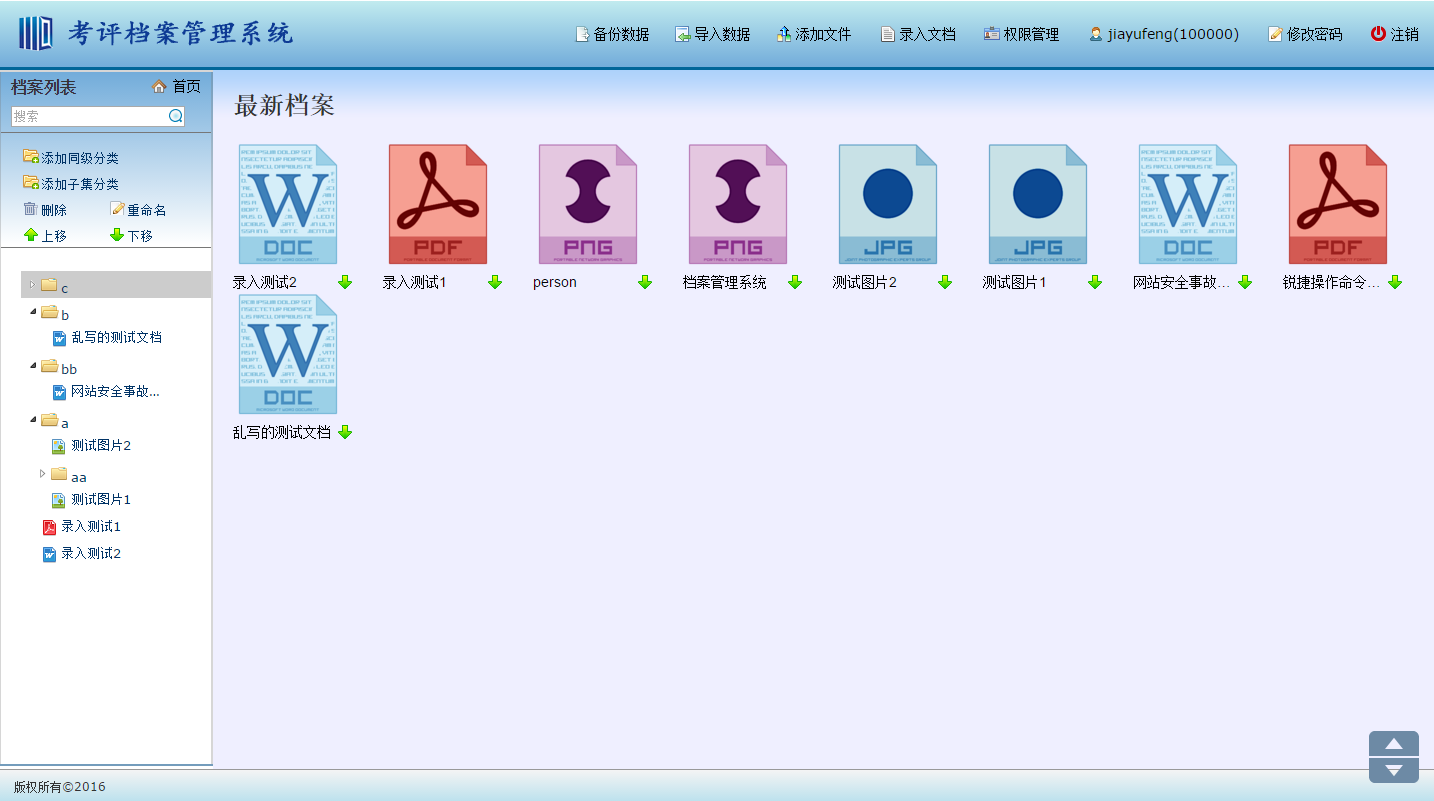 考评档案管理系统
备份数据 导入数据 添加文件 录入文档 权限管理 jiayufeng(100000) 修改密码 注销
档案列表 首页
搜索
添加同级分类
添加子集分类
删除 重命名
上移 下移
c
b
乱写的测试文档
bb
网站安全事故...
a
测试图片2
aa
测试图片1
录入测试1
录入测试2
最新档案
DOC PDF PNG PNG JPG JPG DOC PDF
录入测试2 录入测试1 person 档案管理系统 测试图片2 测试图片1 网站安全事故... 锐捷操作命令...
DOC
乱写的测试文档
版权所有©2016